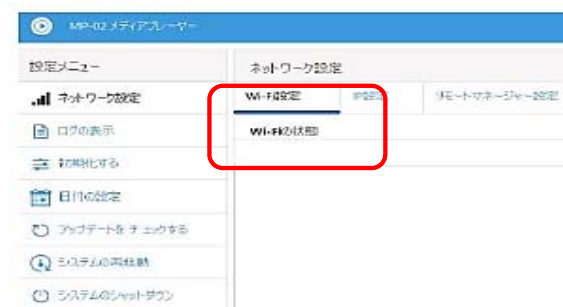 MP-02 メディアプレーヤー
設定メニュー
ネットワーク設定
ネットワーク設定
Wi-Fi設定
IP設定
リモートマネージャー設定
ログの表示
Wi-Fiの状態
初期化する
日付の設定
アップデートをチェックする
システムの再起動
システムのシャットダウン